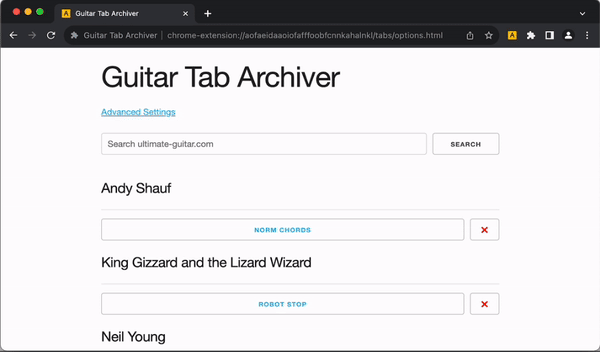 Guitar Tab Archiver
Guitar Tab Archiver | chrome-extension://aofaeidaaoiofafffoobfcnnkahalnkl/tabs/options.html
Guitar Tab Archiver
Advanced Settings
Search ultimate-guitar.com SEARCH
Andy Shauf
NORM CHORDS
King Gizzard and the Lizard Wizard
ROBOT STOP
Neil Young